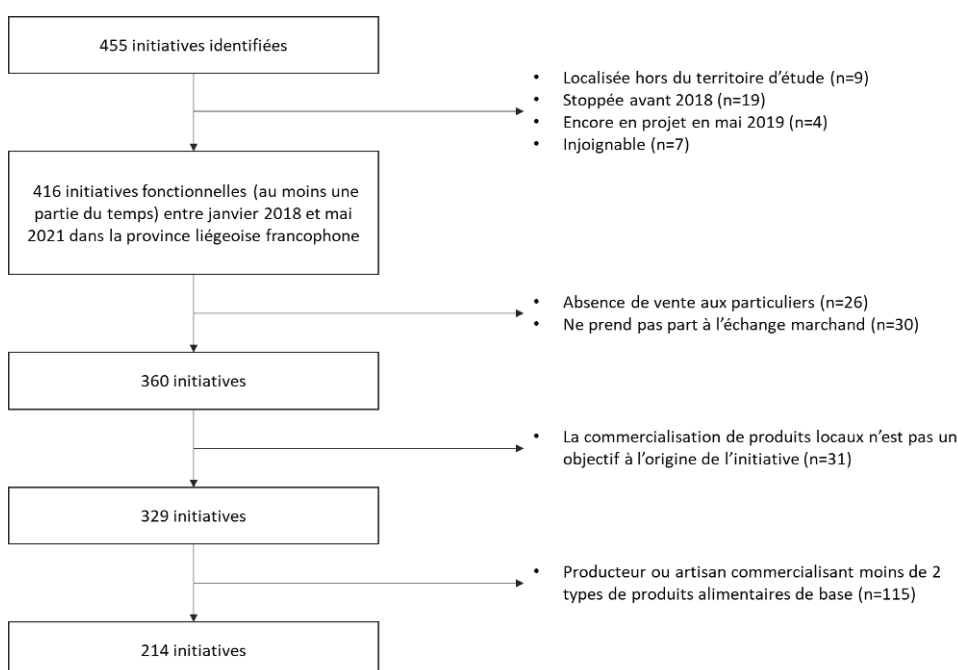 455 initiatives identifiées
• Localisée hors du territoire d'étude (n=9)
• Stoppée avant 2018 (n=19)
• Encore en projet en mai 2019 (n=4)
• Injoignable (n=7)
416 initiatives fonctionnelles (au moins une
partie du temps) entre janvier 2018 et mai
2021 dans la province liégeoise francophone
• Absence de vente aux particuliers (n=26)
• Ne prend pas part à l'échange marchand (n=30)
360 initiatives
• La commercialisation de produits locaux n'est pas un
objectif à l'origine de l'initiative (n=31)
329 initiatives
• Producteur ou artisan commercialisant moins de 2
types de produits alimentaires de base (n=115)
214 initiatives